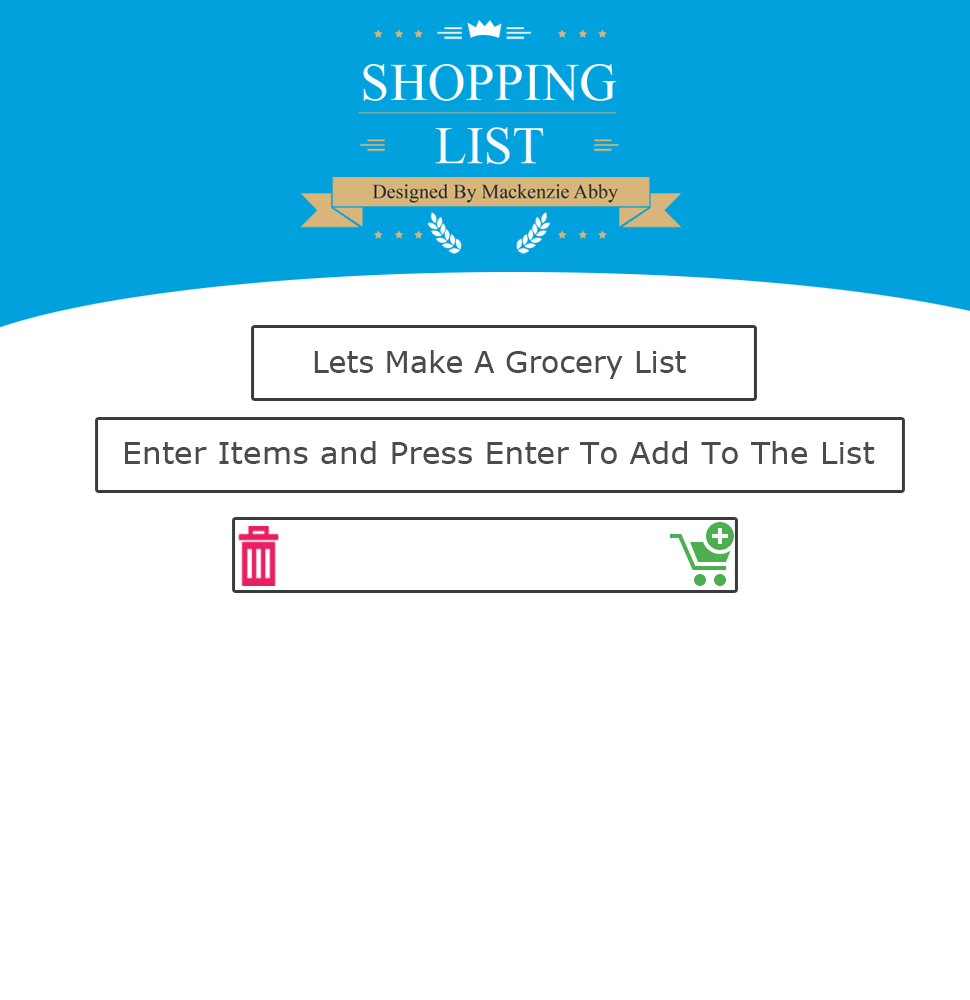 SHOPPING
LIST
Designed By Mackenzie Abby
Lets Make A Grocery List
Enter Items and Press Enter To Add To The List